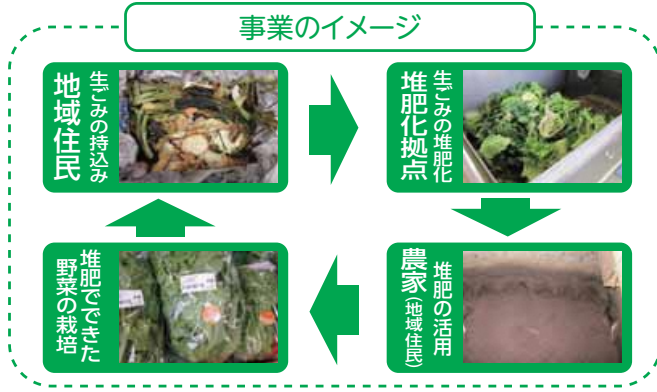 事業のイメージ
地域住民
生ごみの持込み
堆肥化拠点
生ごみの堆肥化
農家(地域住民)
堆肥の活用
堆肥でできた
野菜の栽培